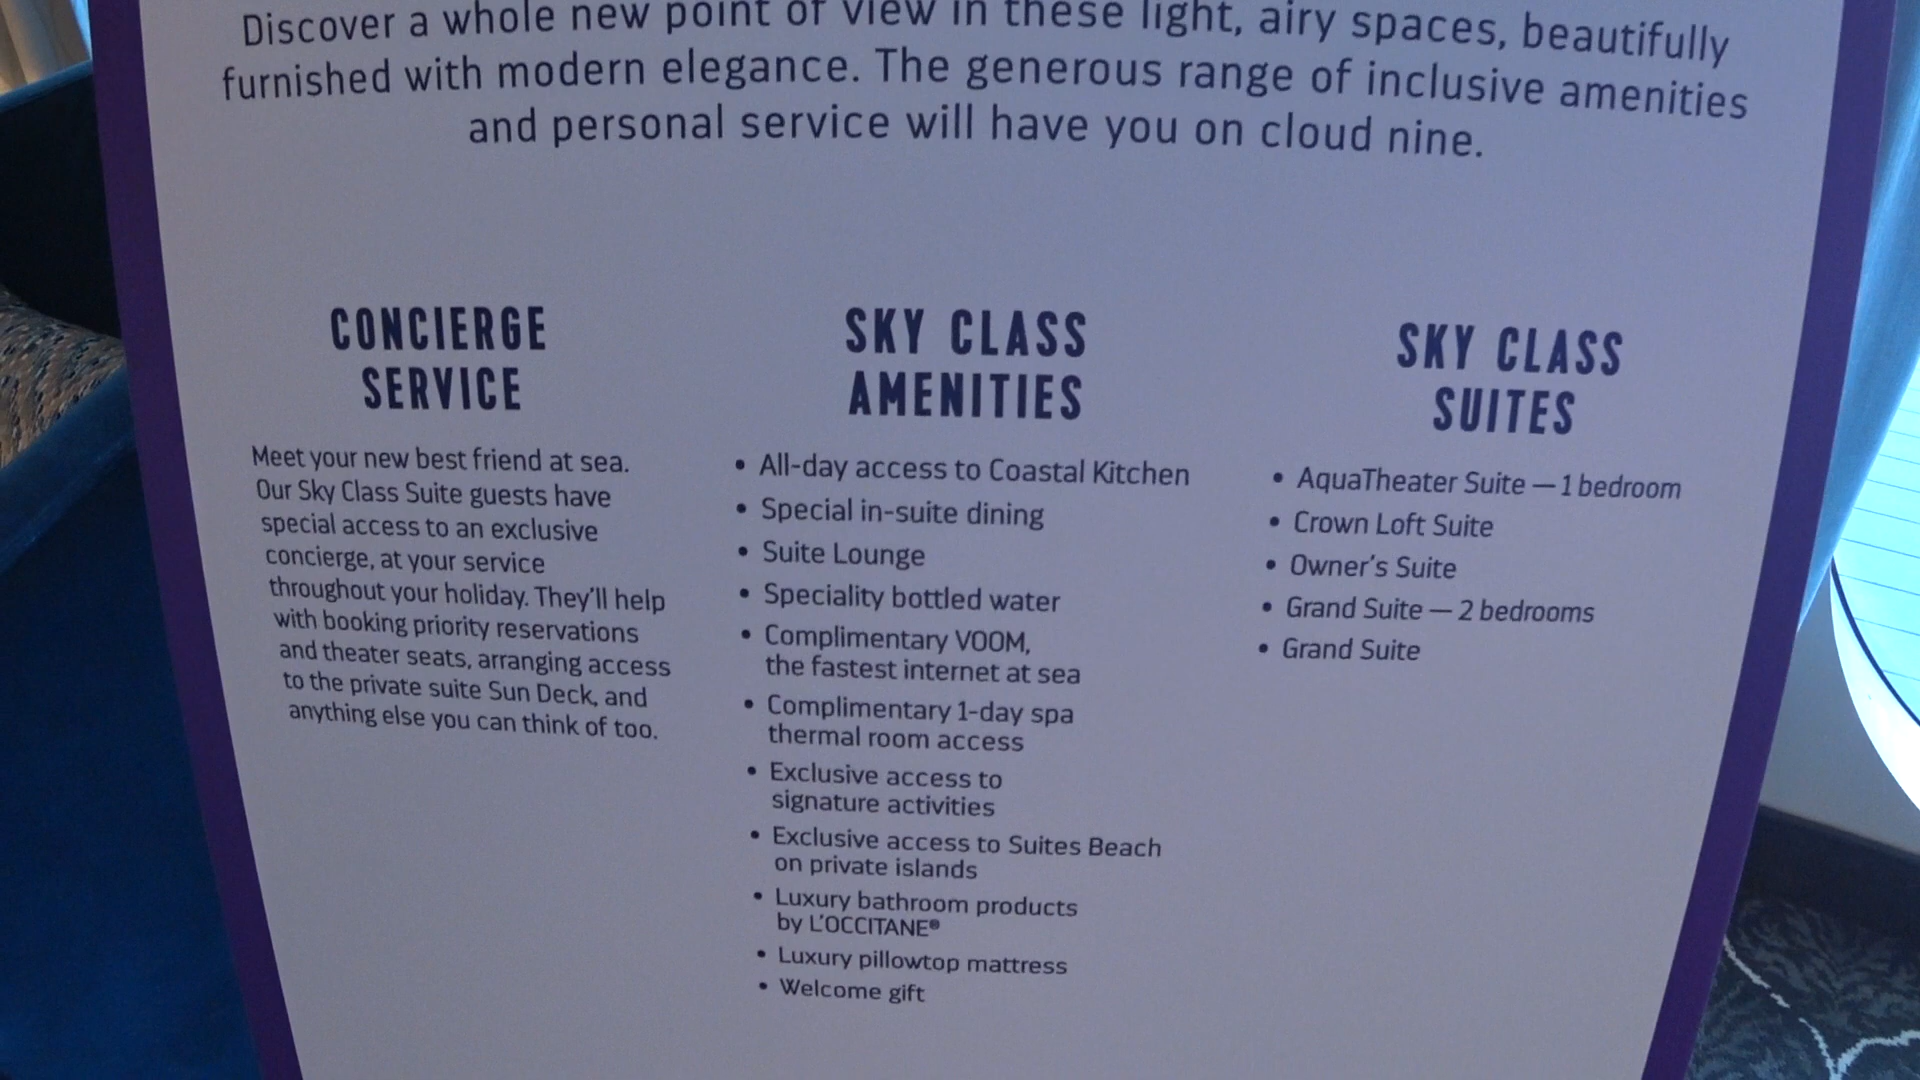 Discover a whole new point of view in these light, airy spaces, beautifully
furnished with modern elegance. The generous range of inclusive amenities
and personal service will have you on cloud nine.
CONCIERGE
SERVICE
Meet your new best friend at sea.
Our Sky Class Suite guests have
special access to an exclusive
concierge, at your service
throughout your holiday. They'll help
with booking priority reservations
and theater seats, arranging access
to the private suite Sun Deck, and
anything else you can think of too.
SKY CLASS
AMENITIES
• All-day access to Coastal Kitchen
• Special in-suite dining
• Suite Lounge
• Speciality bottled water
• Complimentary VOOM,
the fastest internet at sea
• Complimentary 1-day spa
thermal room access
• Exclusive access to
signature activities
• Exclusive access to Suites Beach
on private islands
• Luxury bathroom products
by L'OCCITANE®
• Luxury pillowtop mattress
• Welcome gift
SKY CLASS
SUITES
• AquaTheater Suite — 1 bedroom
• Crown Loft Suite
• Owner's Suite
• Grand Suite — 2 bedrooms
• Grand Suite